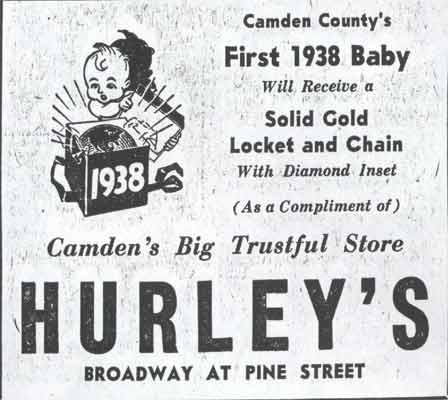 Camden County's
First 1938 Baby
Will Receive a
Solid Gold
Locket and Chain
With Diamond Inset
(As a Compliment of)
1938
Camden's Big Trustful Store
HURLEY'S
BROADWAY AT PINE STREET